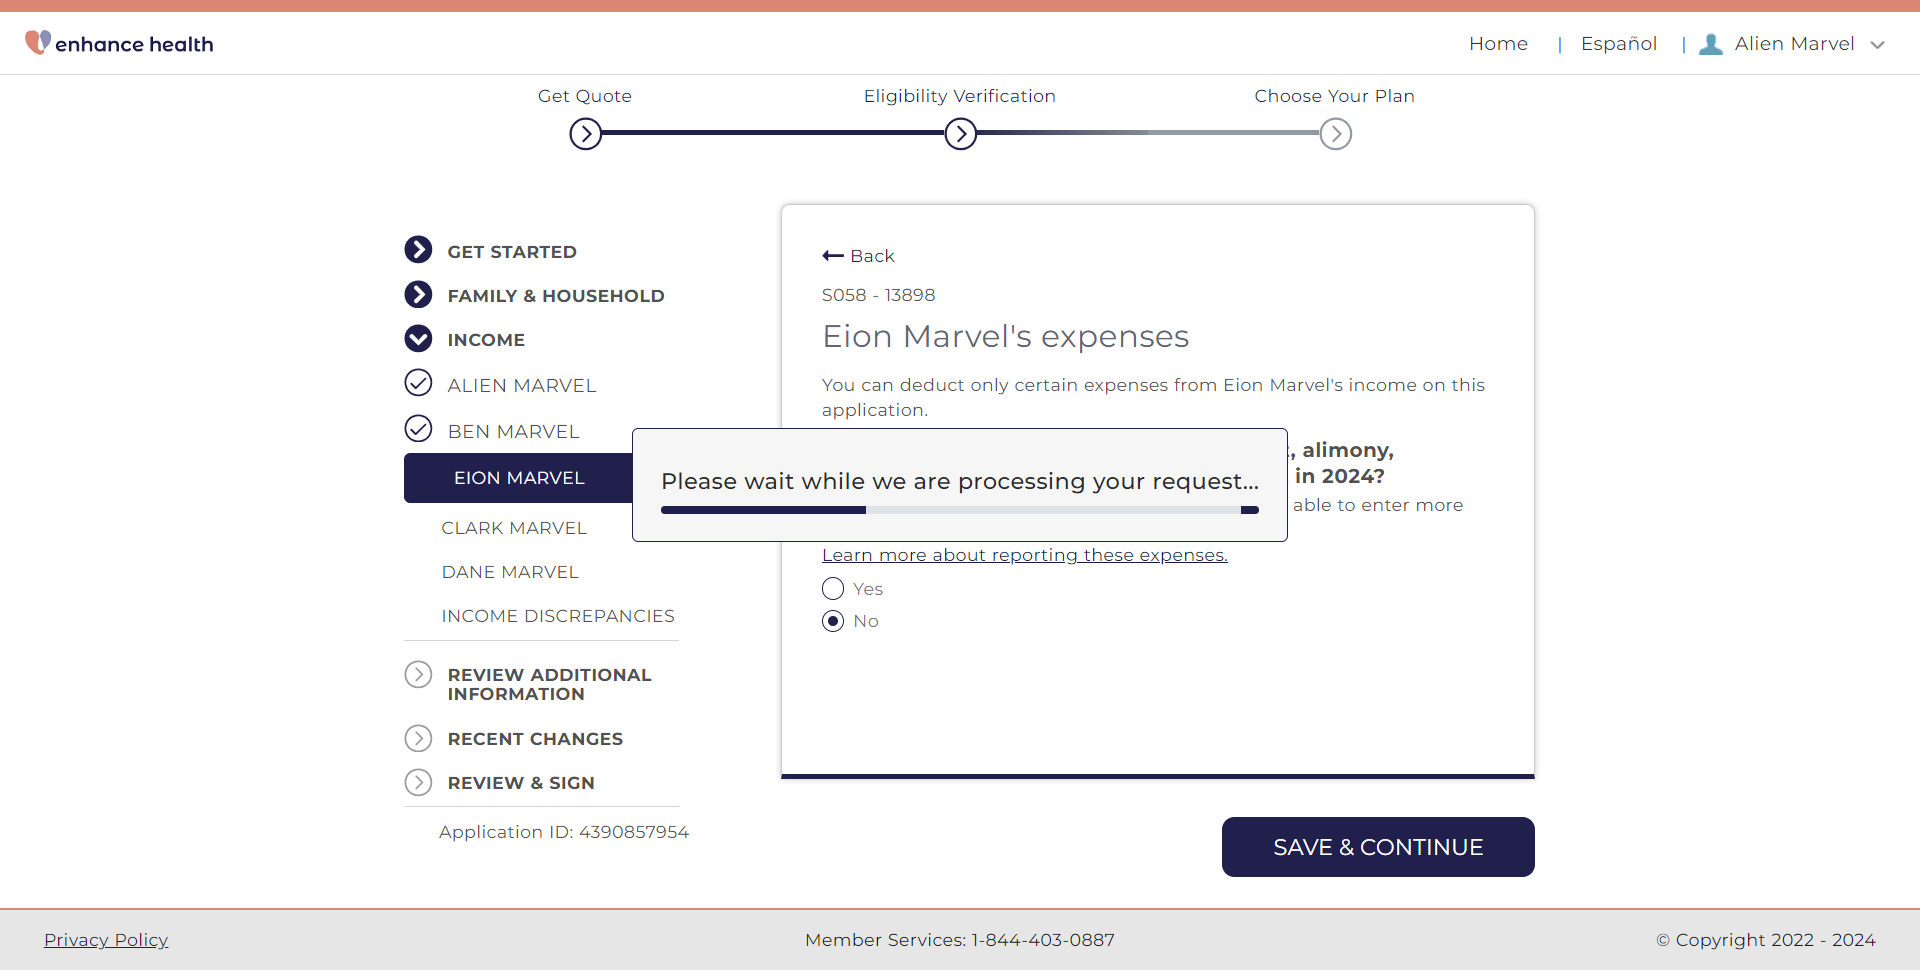 enhance health
Home | Español | Alien Marvel
Get Quote
Eligibility Verification
Choose Your Plan
GET STARTED
FAMILY & HOUSEHOLD
INCOME
ALIEN MARVEL
BEN MARVEL
EION MARVEL
CLARK MARVEL
DANE MARVEL
INCOME DISCREPANCIES
REVIEW ADDITIONAL
INFORMATION
RECENT CHANGES
REVIEW & SIGN
Application ID: 4390857954
Back
S058 - 13898
Eion Marvel's expenses
You can deduct only certain expenses from Eion Marvel's income on this
application.
, alimony,
in 2024?
able to enter more
Please wait while we are processing your request...
Learn more about reporting these expenses.
Yes
No
SAVE & CONTINUE
Privacy Policy
Member Services: 1-844-403-0887
© Copyright 2022 - 2024